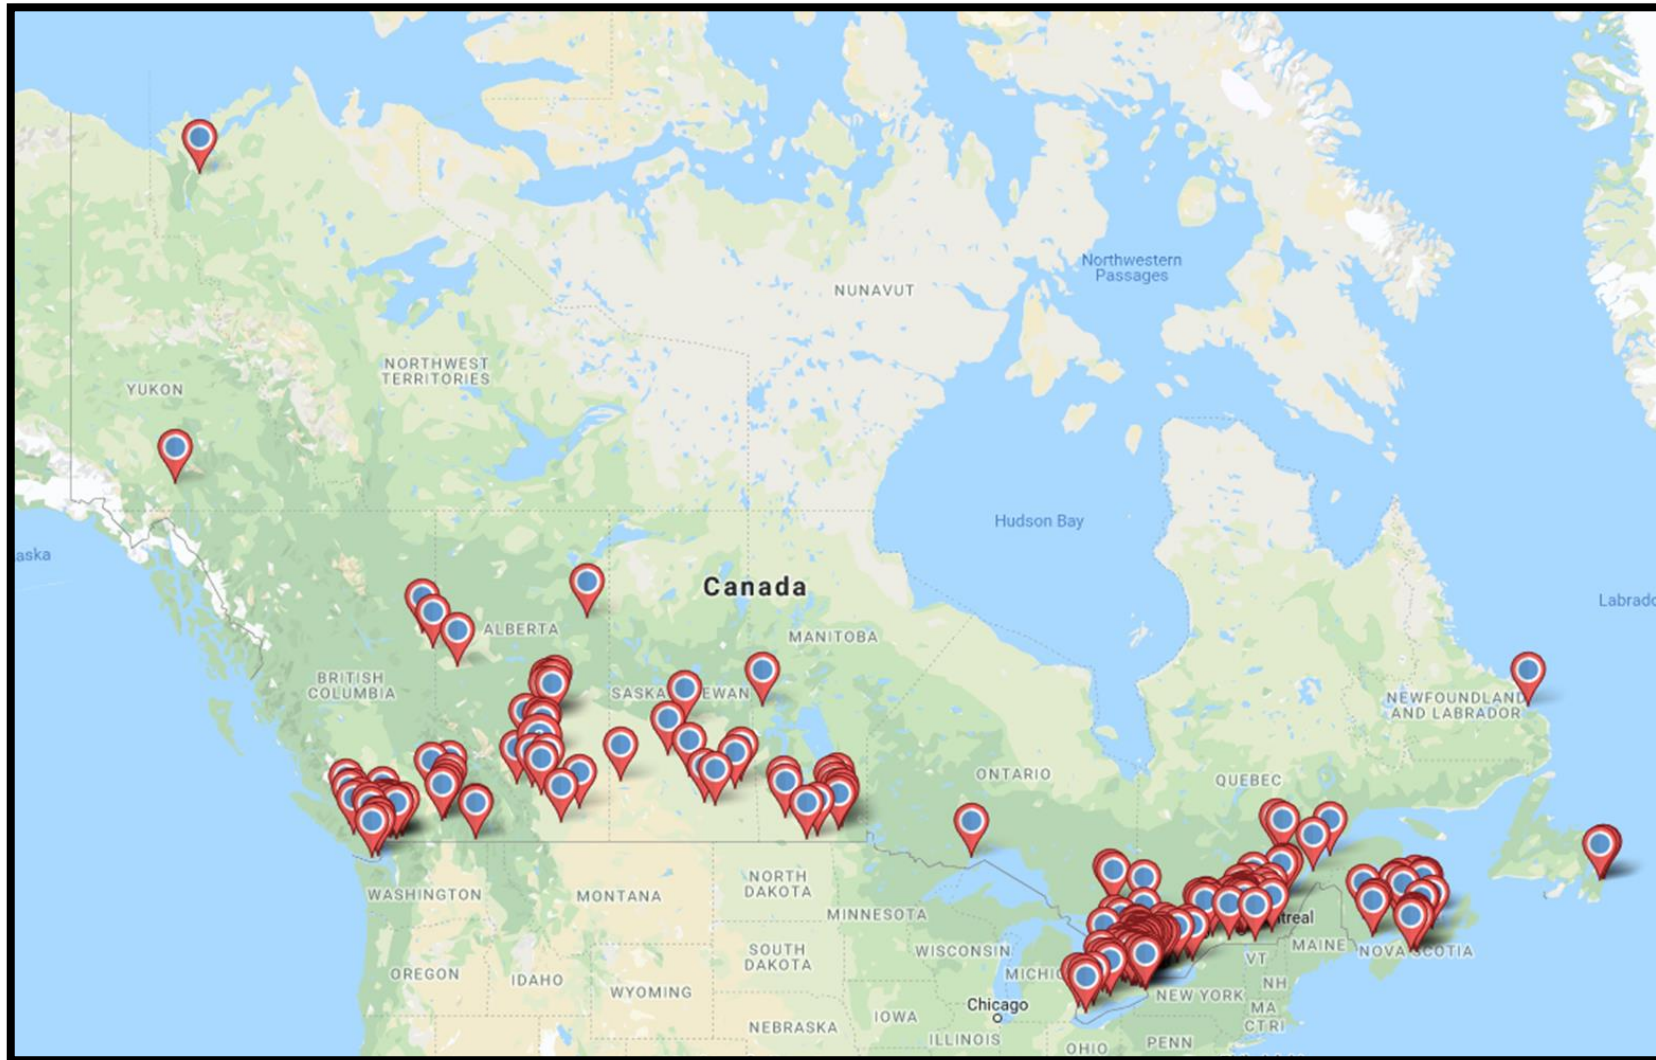 Northwestern
Passages
NUNAVUT
NORTHWEST
TERRITORIES
YUKON
Hudson Bay
aska
Canada
Labrado
ALBERTA
MANITOBA
BRITISH
COLUMBIA
SASKA EWAN
NEWFOUNDLAND
AND LABRADOR
ONTARIO
QUEBEC
NORTH
DAKOTA
WASHINGTON
MONTANA
MINNESOTA
treal
MAINE
NOVA SCOTIA
SOUTH
DAKOTA
WISCONSIN
VT
OREGON
IDAHO
MICHIG
NH
WYOMING
NEW YORK
Chicago
MA
IOWA
CT RI
NEBRASKA
ILLINOIS
OHIO
PENN